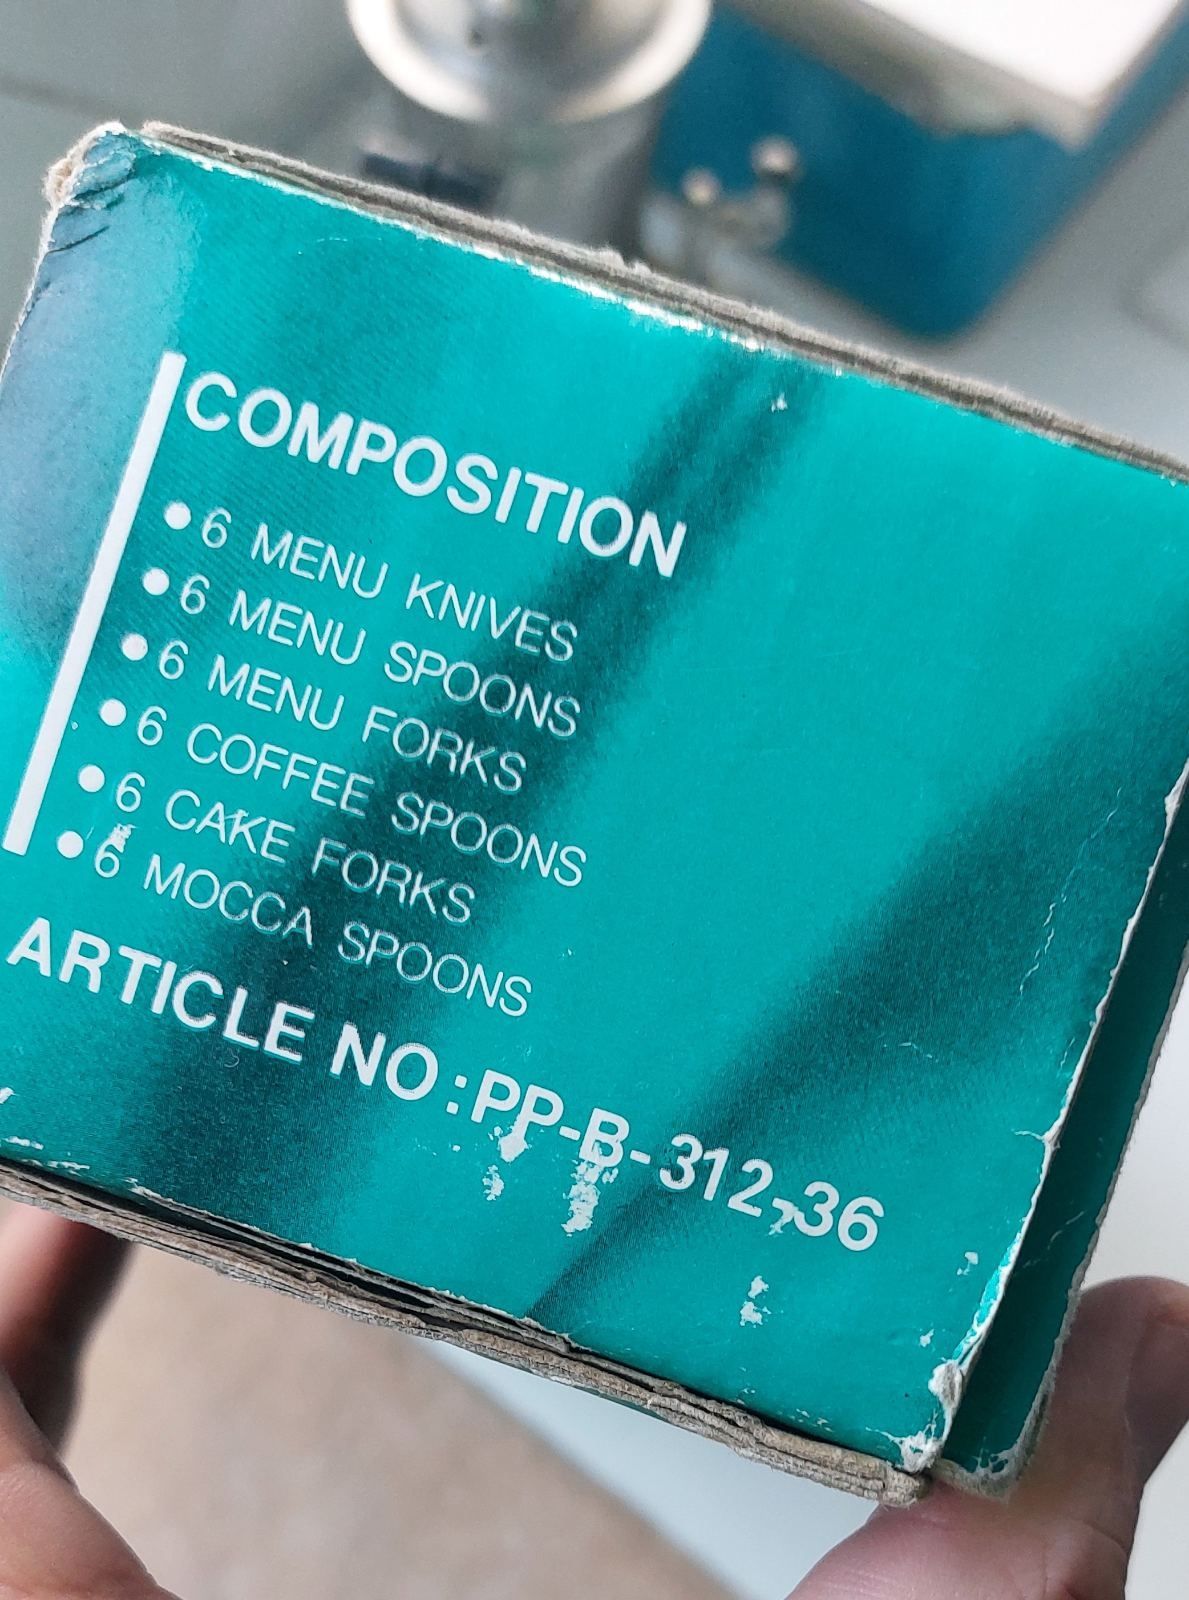 COMPOSITION
•6 MENU KNIVES
•6 MENU SPOONS
•6 MENU FORKS
•6 COFFEE SPOONS
•6 CAKE FORKS
•6 MOCCA SPOONS
ARTICLE NO:PP-B-312-36